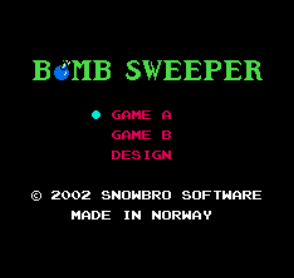 BOMB SWEEPER
GAME A
GAME B
DESIGN
© 2002 SNOWBRO SOFTWARE
MADE IN NORWAY